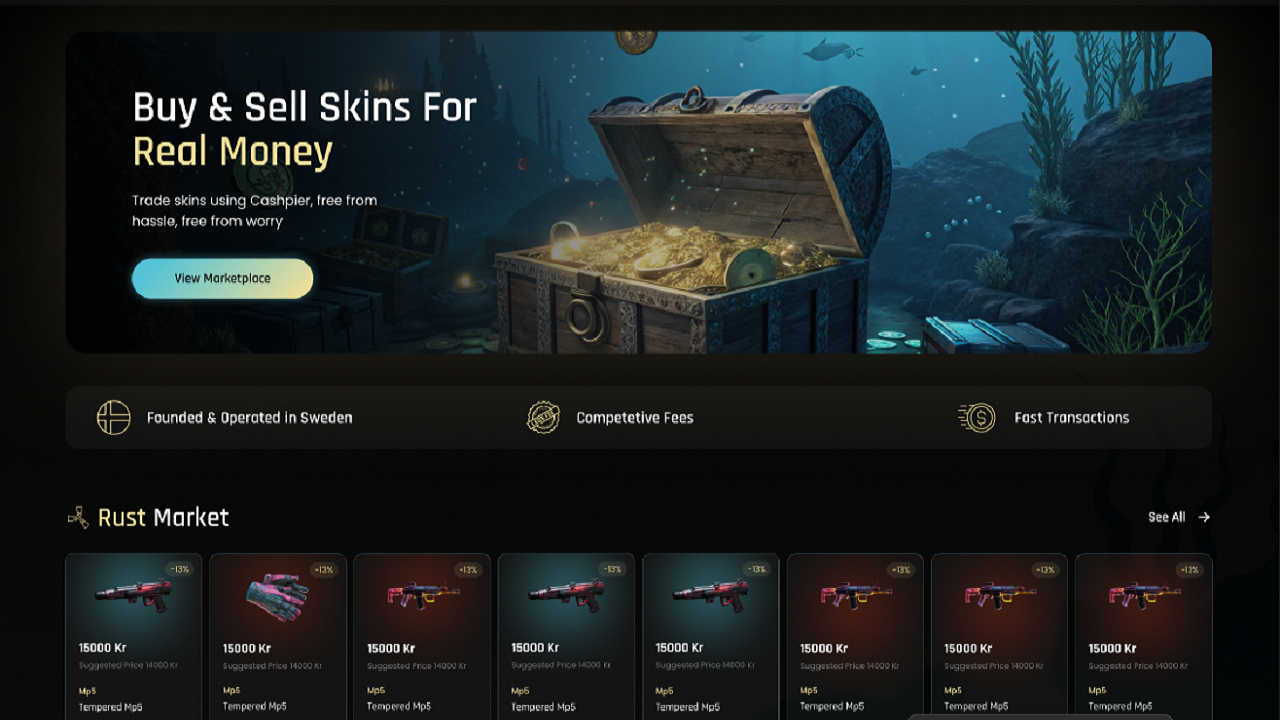 Buy & Sell Skins For
Real Money
Trade skins using Cashpier, free from
hassle, free from worry
View Marketplace
Founded & Operated in Sweden
Competetive Fees
Fast Transactions
Rust Market
See All
-13%
+13%
+13%
-13%
-13%
+13%
+13%
+13%
15000 Kr
15000 Kr
15000 Kr
15000 Kr
15000 Kr
15000 Kr
15000 Kr
15000 Kr
Suggested Price 14000 Kr
Suggested Price 14000 Kr
Suggested Price 14000 Kr
Suggested Price 14000 Kr
Suggested Price 14000 Kr
Suggested Price 14000 Kr
Suggested Price 14000 Kr
Suggested Price 14000 Kr
Mp5
Mp5
Mp5
Mp5
Mp5
Mp5
Mp5
Mp5
Tempered Mp5
Tempered Mp5
Tempered Mp5
Tempered Mp5
Tempered Mp5
Tempered Mp5
Tempered Mp5
Tempered Mp5